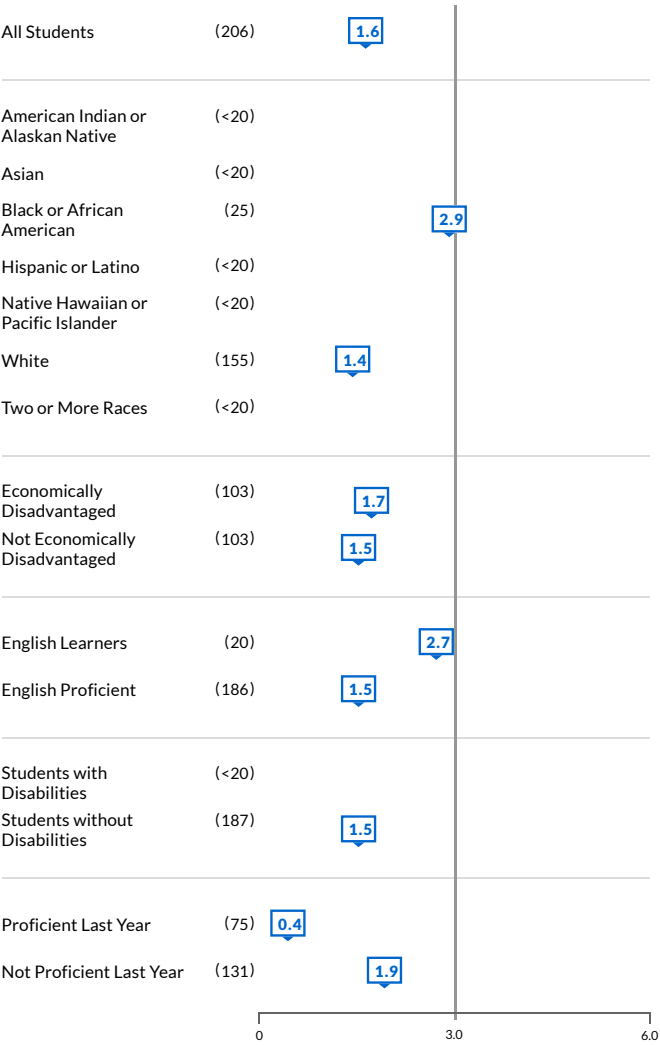 All Students (206) 1.6
American Indian or (<20)
Alaskan Native
Asian (<20)
Black or African (25) 2.9
American
Hispanic or Latino (<20)
Native Hawaiian or (<20)
Pacific Islander
White (155) 1.4
Two or More Races (<20)
Economically (103) 1.7
Disadvantaged
Not Economically (103) 1.5
Disadvantaged
English Learners (20) 2.7
English Proficient (186) 1.5
Students with (<20)
Disabilities
Students without (187) 1.5
Disabilities
Proficient Last Year (75) 0.4
Not Proficient Last Year (131) 1.9
0 3.0 6.0